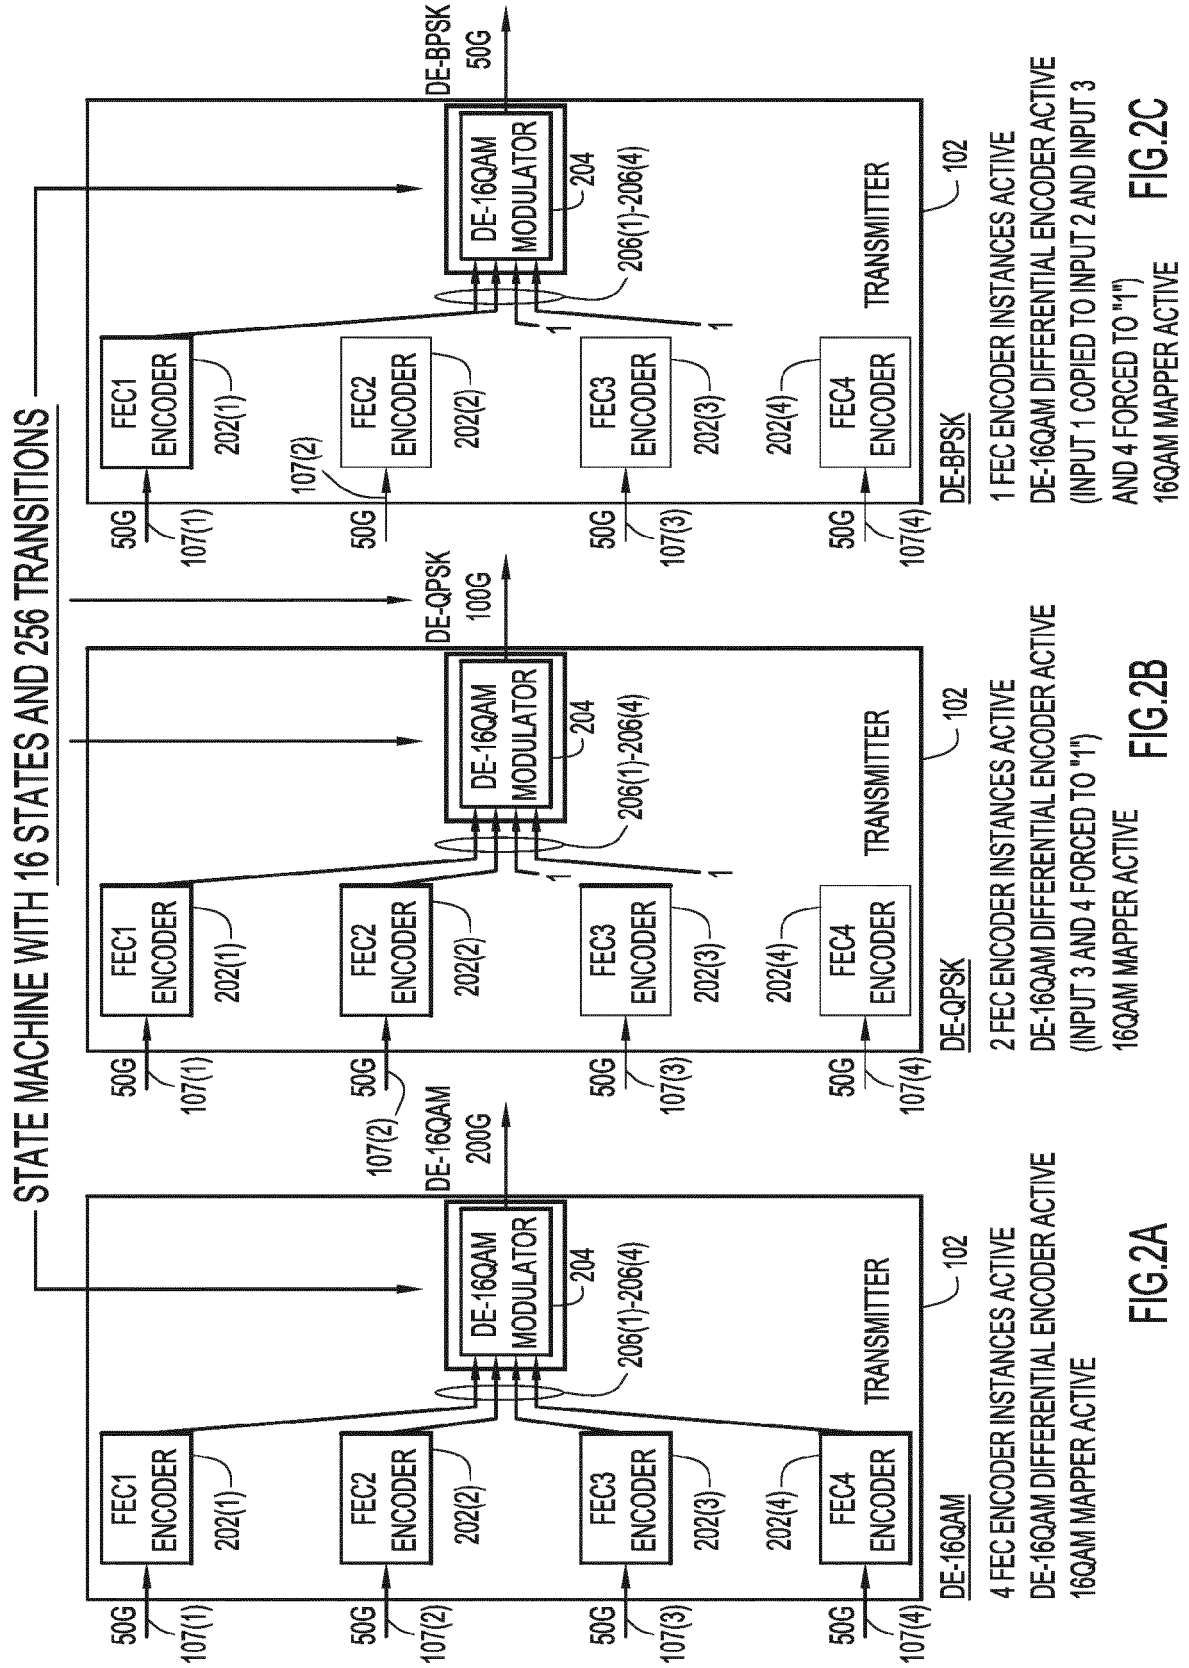 STATE MACHINE WITH 16 STATES AND 256 TRANSITIONS
50G
107(1)
FEC1
ENCODER
202(1)
50G
107(2)
FEC2
ENCODER
202(2)
50G
107(3)
FEC3
ENCODER
202(3)
50G
107(4)
FEC4
ENCODER
202(4)
206(1)-206(4)
DE-16QAM
MODULATOR
204
DE-16QAM
200G
TRANSMITTER
102
DE-16QAM
4 FEC ENCODER INSTANCES ACTIVE
DE-16QAM DIFFERENTIAL ENCODER ACTIVE
16QAM MAPPER ACTIVE
FIG.2A
50G
107(1)
FEC1
ENCODER
202(1)
50G
107(2)
FEC2
ENCODER
202(2)
50G
107(3)
FEC3
ENCODER
202(3)
50G
107(4)
FEC4
ENCODER
202(4)
1
1
206(1)-206(4)
DE-16QAM
MODULATOR
204
DE-QPSK
100G
TRANSMITTER
102
DE-QPSK
2 FEC ENCODER INSTANCES ACTIVE
DE-16QAM DIFFERENTIAL ENCODER ACTIVE
(INPUT 3 AND 4 FORCED TO "1")
16QAM MAPPER ACTIVE
FIG.2B
50G
107(1)
FEC1
ENCODER
202(1)
50G
107(2)
FEC2
ENCODER
202(2)
50G
107(3)
FEC3
ENCODER
202(3)
50G
107(4)
FEC4
ENCODER
202(4)
1
1
206(1)-206(4)
DE-16QAM
MODULATOR
204
DE-BPSK
50G
TRANSMITTER
102
DE-BPSK
1 FEC ENCODER INSTANCES ACTIVE
DE-16QAM DIFFERENTIAL ENCODER ACTIVE
(INPUT 1 COPIED TO INPUT 2 AND INPUT 3
AND 4 FORCED TO "1")
16QAM MAPPER ACTIVE
FIG.2C